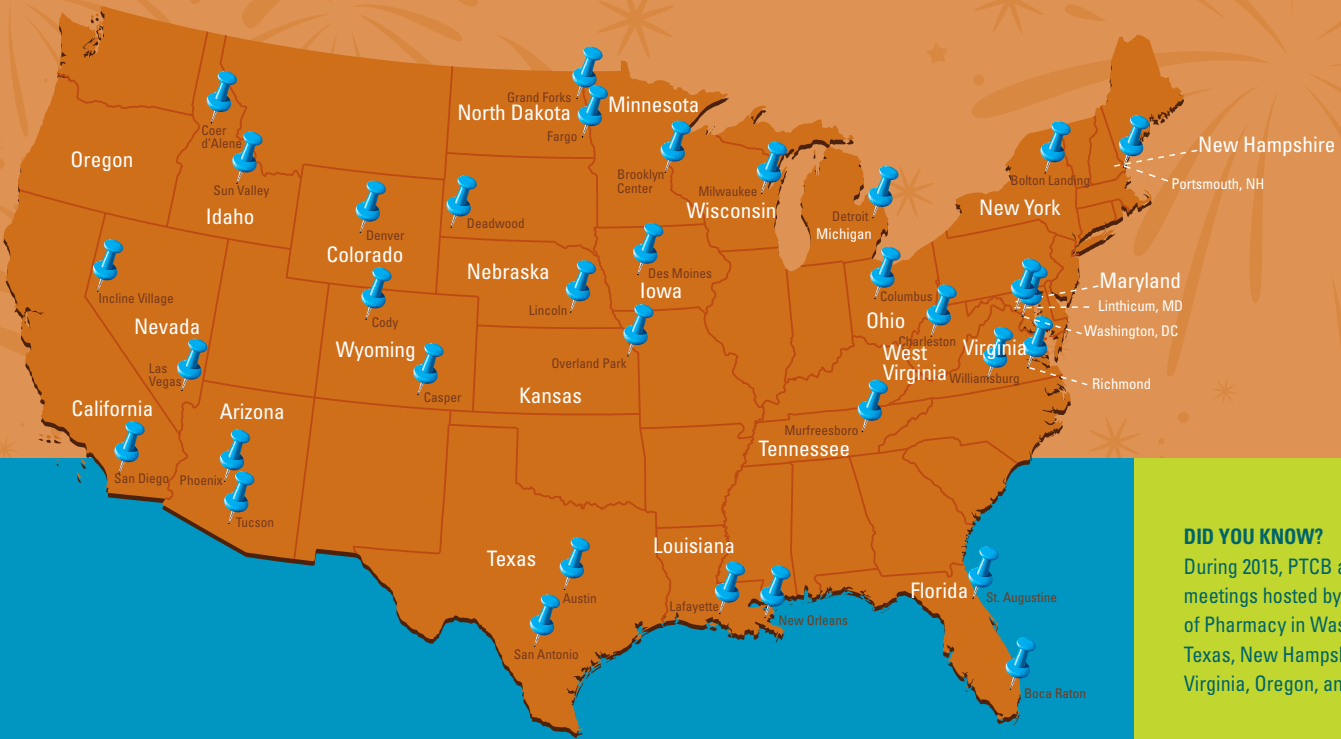 Grand Forks
North Dakota
Minnesota
Fargo
Coer
d'Alene
Oregon
Sun Valley
Idaho
Brooklyn
Center
Milwaukee
Wisconsin
Detroit
Michigan
Bolton Landing
New York
New Hampshire
Portsmouth, NH
Deadwood
Denver
Colorado
Nebraska
Lincoln
Des Moines
Iowa
Incline Village
Nevada
Las
Vegas
Cody
Wyoming
Casper
Overland Park
Kansas
Columbus
Ohio
Charleston
West
Virginia
Virginia
Williamsburg
Maryland
Linthicum, MD
Washington, DC
Richmond
California
San Diego
Arizona
Phoenix
Tucson
Murfreesboro
Tennessee
Texas
Austin
San Antonio
Louisiana
Lafayette
New Orleans
Florida
St. Augustine
Boca Raton
DID YOU KNOW?
During 2015, PTCB a
meetings hosted by
of Pharmacy in Was
Texas, New Hampsh
Virginia, Oregon, an